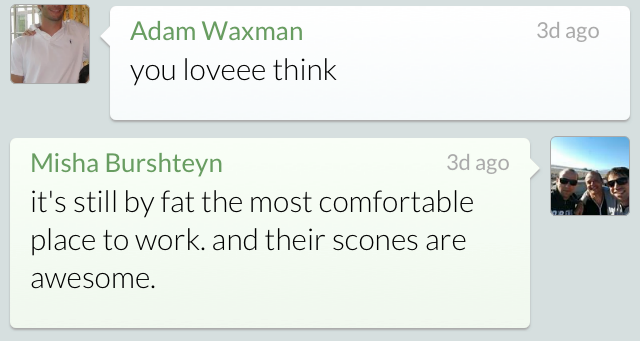 Adam Waxman 3d ago
you loveee think
Misha Burshteyn 3d ago
it's still by fat the most comfortable
place to work. and their scones are
awesome.